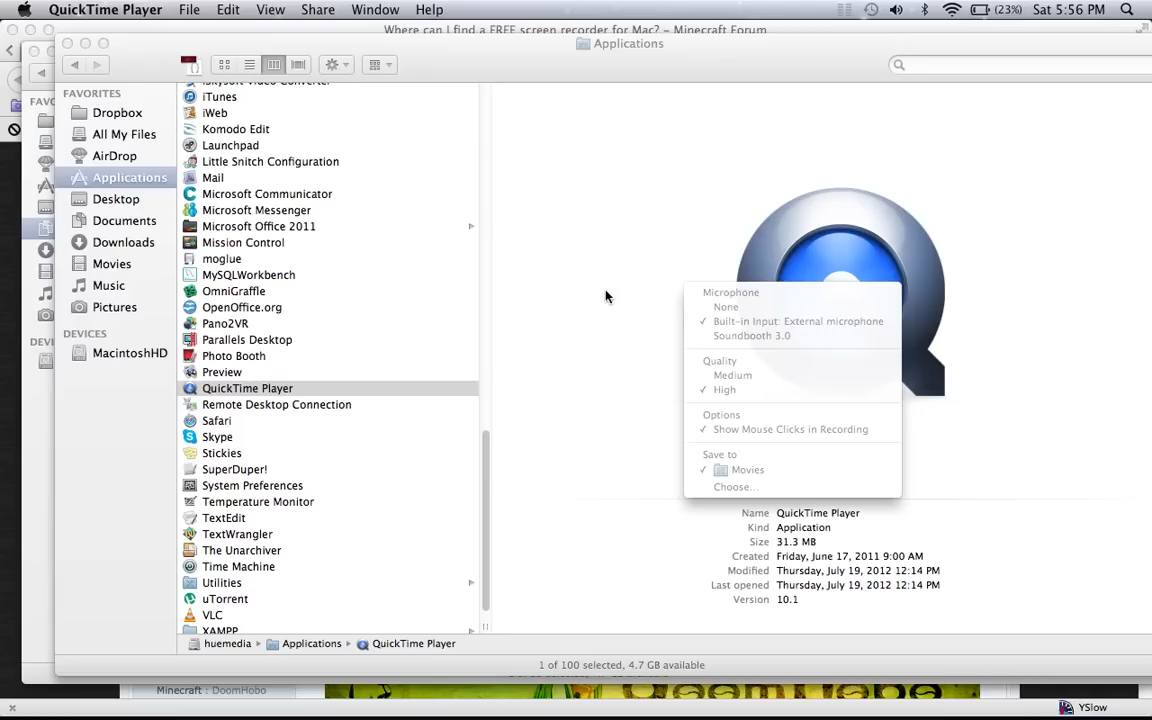 QuickTime Player File Edit View Share Window Help (23%) Sat 5:56 PM
Where can I find a FREE screen recorder for Mac? – Minecraft Forum
Applications
FAVORITES
Dropbox
All My Files
AirDrop
Applications
Desktop
Documents
Downloads
Movies
Music
Pictures
DEVICES
MacintoshHD
FAVO
DEVI
iSkysoft Video Converter
iTunes
iWeb
Komodo Edit
Launchpad
Little Snitch Configuration
Mail
Microsoft Communicator
Microsoft Messenger
Microsoft Office 2011
Mission Control
moglue
MySQLWorkbench
OmniGraffle
OpenOffice.org
Pano2VR
Parallels Desktop
Photo Booth
Preview
QuickTime Player
Remote Desktop Connection
Safari
Skype
Stickies
SuperDuper!
System Preferences
Temperature Monitor
TextEdit
TextWrangler
The Unarchiver
Time Machine
Utilities
uTorrent
VLC
XAMPP
Microphone
None
✓ Built-in Input: External microphone
Soundbooth 3.0
Quality
Medium
✓ High
Options
✓ Show Mouse Clicks in Recording
Save to
✓ Movies
Choose...
Name QuickTime Player
Kind Application
Size 31.3 MB
Created Friday, June 17, 2011 9:00 AM
Modified Thursday, July 19, 2012 12:14 PM
Last opened Thursday, July 19, 2012 12:14 PM
Version 10.1
huemedia ▸ Applications ▸ QuickTime Player
1 of 100 selected, 4.7 GB available
Minecraft : DoomHobo
YSlow